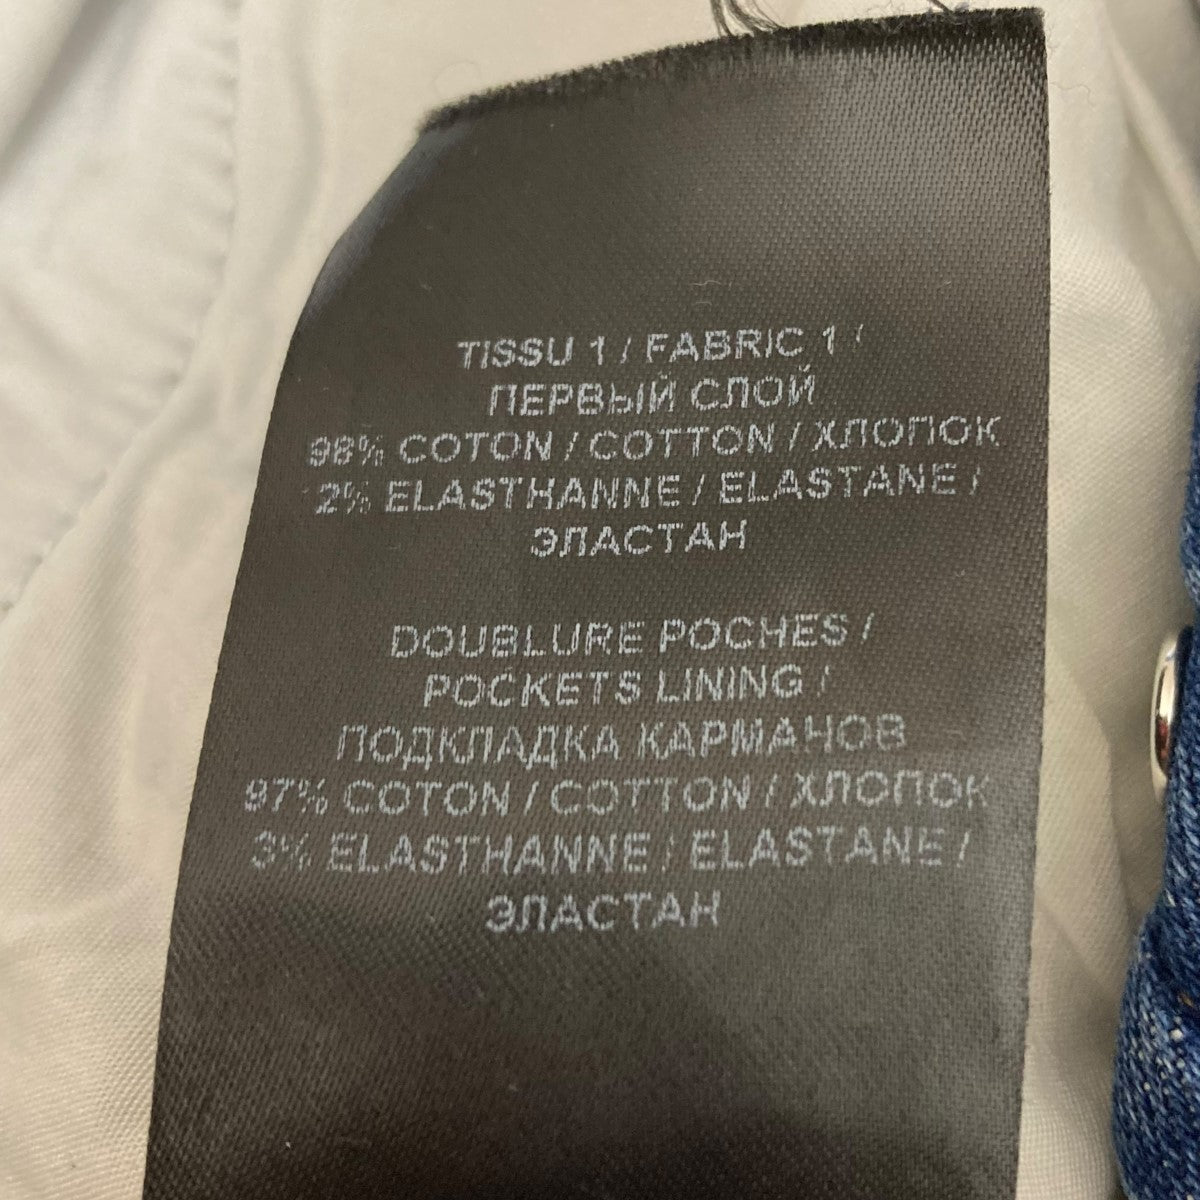 TISSU 1 / FABRIC 1 /
ПЕРВЫЙ СЛОЙ
98% COTON / COTTON / ХЛОПОК
2% ELASTHANNE / ELASTANE /
ЭЛАСТАН
DOUBLURE POCHES /
POCKETS LINING /
ПОДКЛАДКА КАРМАНОВ
97% COTON / COTTON / ХЛОПОК
3% ELASTHANNE / ELASTANE /
ЭЛАСТАН